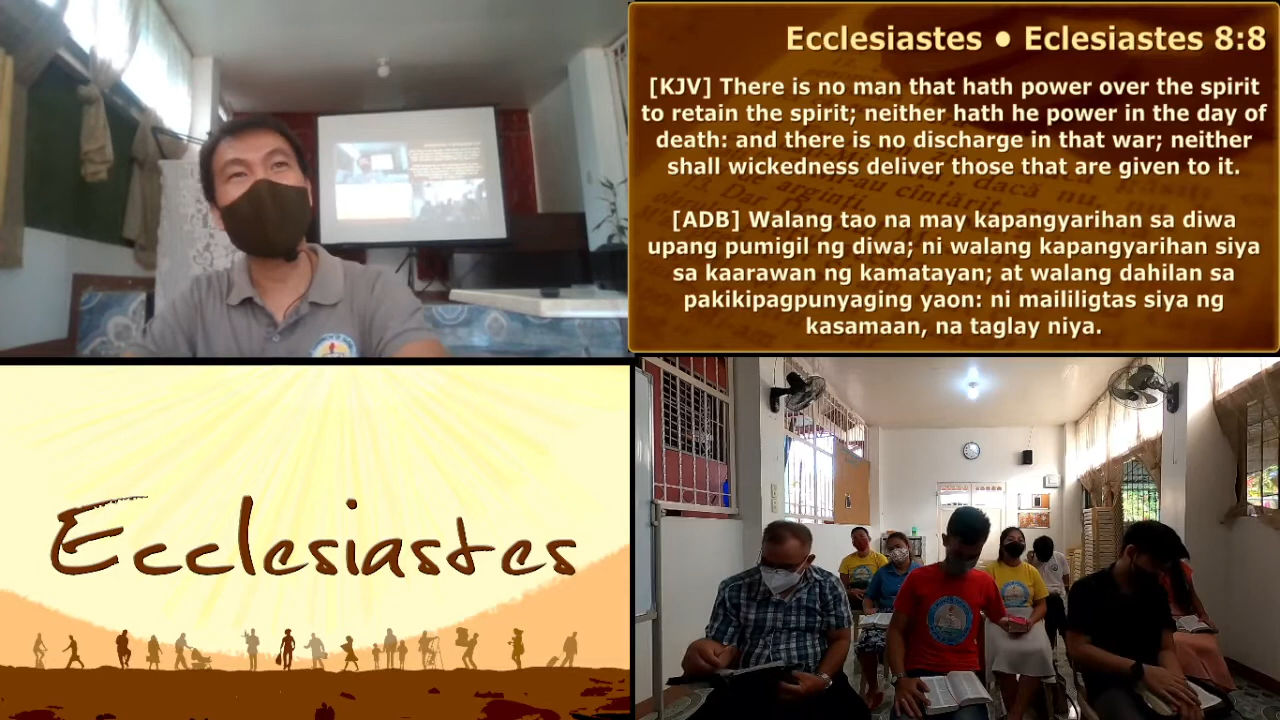 Ecclesiastes • Eclesiastes 8:8
[KJV] There is no man that hath power over the spirit
to retain the spirit; neither hath he power in the day of
death: and there is no discharge in that war; neither
shall wickedness deliver those that are given to it.
[ADB] Walang tao na may kapangyarihan sa diwa
upang pumigil ng diwa; ni walang kapangyarihan siya
sa kaarawan ng kamatayan; at walang dahilan sa
pakikipagpunyaging yaon: ni maililigtas siya ng
kasamaan, na taglay niya.
Ecclesiastes